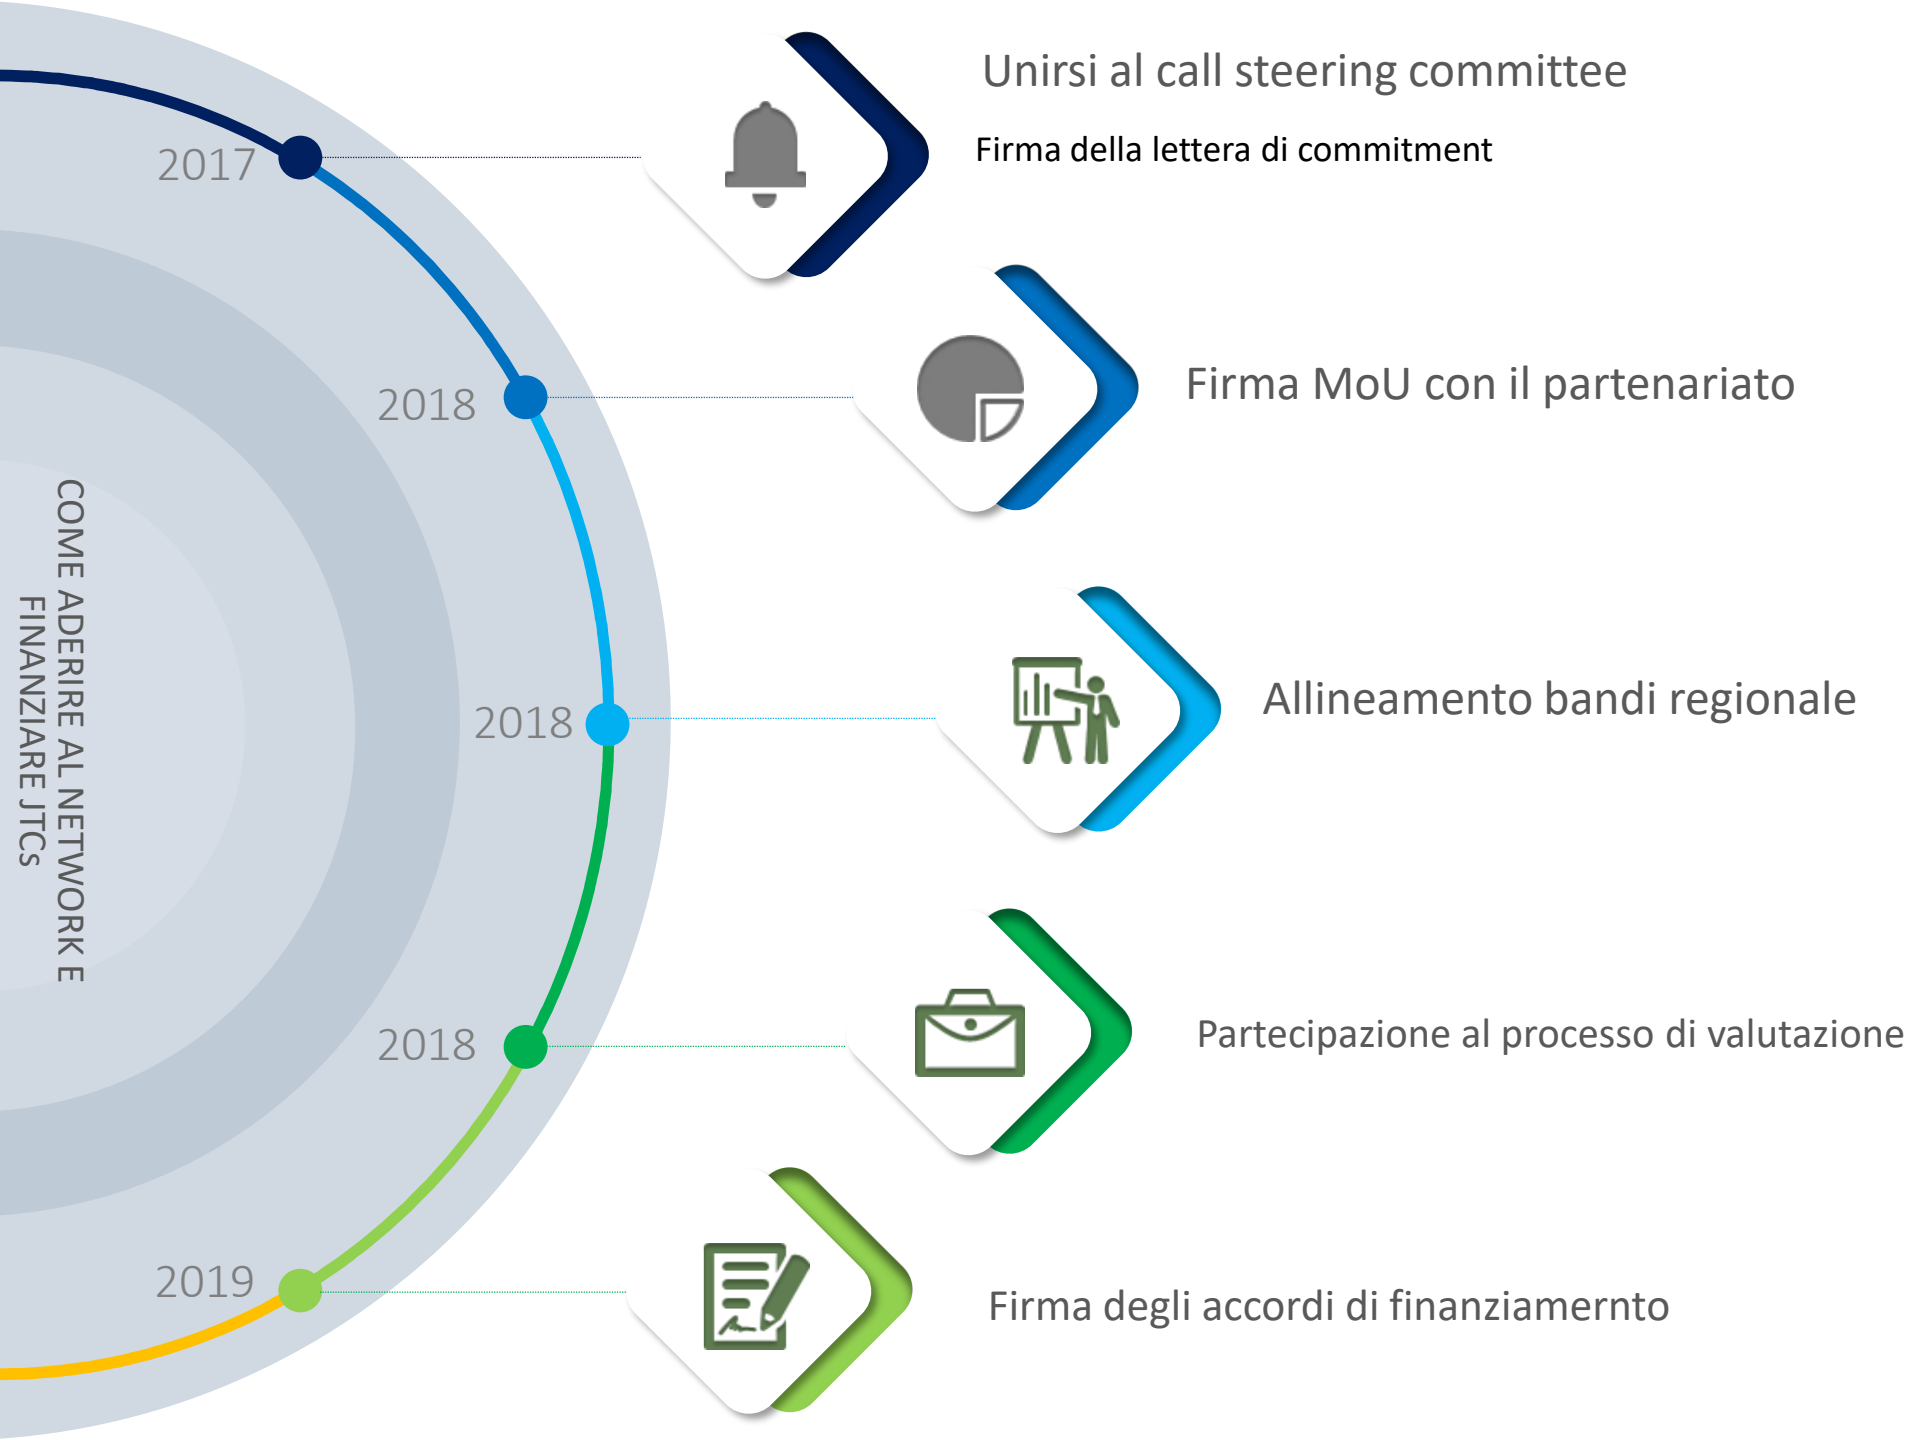 COME ADERIRE AL NETWORK E
FINANZIARE JTCs
2017
Unirsi al call steering committee
Firma della lettera di commitment
2018
Firma MoU con il partenariato
2018
Allineamento bandi regionale
2018
Partecipazione al processo di valutazione
2019
Firma degli accordi di finanziamernto